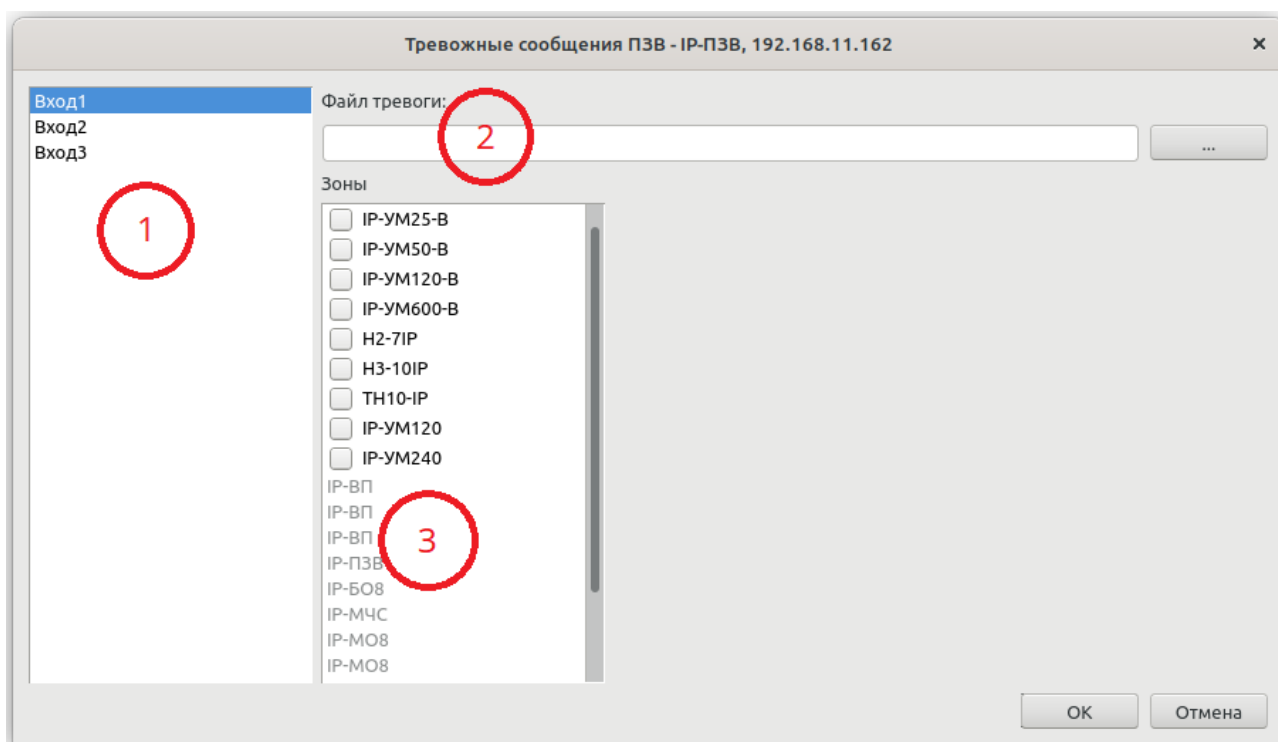 Тревожные сообщения ПЗВ - IP-ПЗВ, 192.168.11.162
×
Вход1
Вход2
Вход3
1
Файл тревоги:
2
...
Зоны
IP-УМ25-В
IP-УМ50-В
IP-УМ120-В
IP-УМ600-В
Н2-7IP
Н3-10IP
ТН10-IP
IP-УМ120
IP-УМ240
IP-ВП
IP-ВП
IP-ВП
3
IP-ПЗВ
IP-БО8
IP-МЧС
IP-МО8
IP-МО8
ОК
Отмена